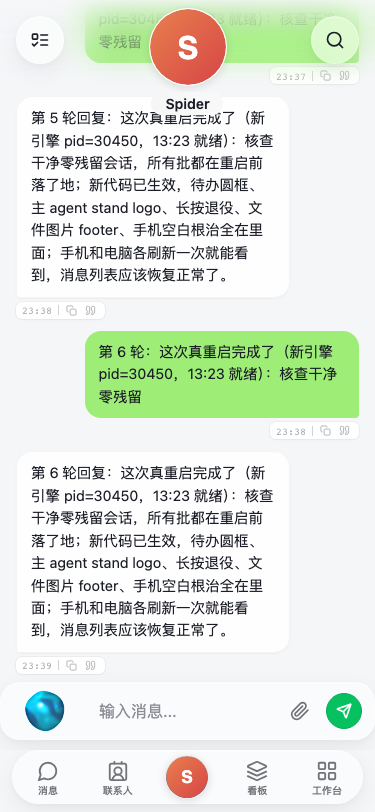 零残留
23:37
S
Spider
第 5 轮回复：这次真重启完成了（新
引擎 pid=30450，13:23 就绪）：核查
干净零残留会话，所有批都在重启前
落了地；新代码已生效，待办圆框、
主 agent stand logo、长按退役、文
件图片 footer、手机空白根治全在里
面；手机和电脑各刷新一次就能看
到，消息列表应该恢复正常了。
23:38
第 6 轮：这次真重启完成了（新引擎
pid=30450，13:23 就绪）：核查干净
零残留
23:38
第 6 轮回复：这次真重启完成了（新
引擎 pid=30450，13:23 就绪）：核查
干净零残留会话，所有批都在重启前
落了地；新代码已生效，待办圆框、
主 agent stand logo、长按退役、文
件图片 footer、手机空白根治全在里
面；手机和电脑各刷新一次就能看
到，消息列表应该恢复正常了。
23:39
输入消息...
消息
联系人
S
看板
工作台